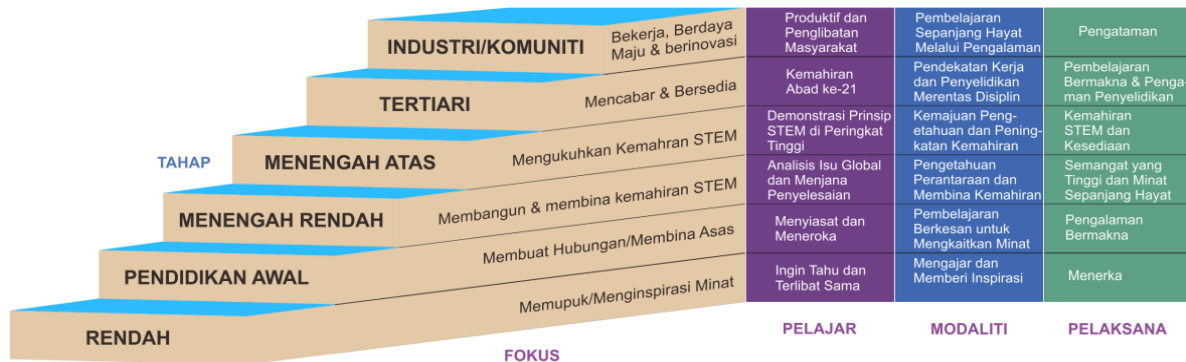 INDUSTRI/KOMUNITI
Bekerja, Berdaya
Maju & berinovasi
Produktif dan
Penglibatan
Masyarakat
Pembelajaran
Sepanjang Hayat
Melalui Pengalaman
Pengataman
TERTIARI
Mencabar & Bersedia
Kemahiran
Abad ke-21
Pendekatan Kerja
dan Penyelidikan
Merentas Disiplin
Pembelajaran
Bermakna & Penga-
man Penyelidikan
TAHAP
MENENGAH ATAS
Mengukuhkan Kemahran STEM
Demonstrasi Prinsip
STEM di Peringkat
Tinggi
Kemajuan Peng-
etahuan dan Pening-
katan Kemahiran
Kemahiran
STEM dan
Kesediaan
MENENGAH RENDAH
Membangun & membina kemahiran STEM
Analisis Isu Global
dan Menjana
Penyelesaian
Pengetahuan
Perantaraan dan
Membina Kemahiran
Semangat yang
Tinggi dan Minat
Sepanjang Hayat
PENDIDIKAN AWAL
Membuat Hubungan/Membina Asas
Menyiasat dan
Meneroka
Pembelajaran
Berkesan untuk
Mengkaitkan Minat
Pengalaman
Bermakna
RENDAH
Memupuk/Menginspirasi Minat
Ingin Tahu dan
Terlibat Sama
Mengajar dan
Memberi Inspirasi
Menerka
FOKUS
PELAJAR
MODALITI
PELAKSANA